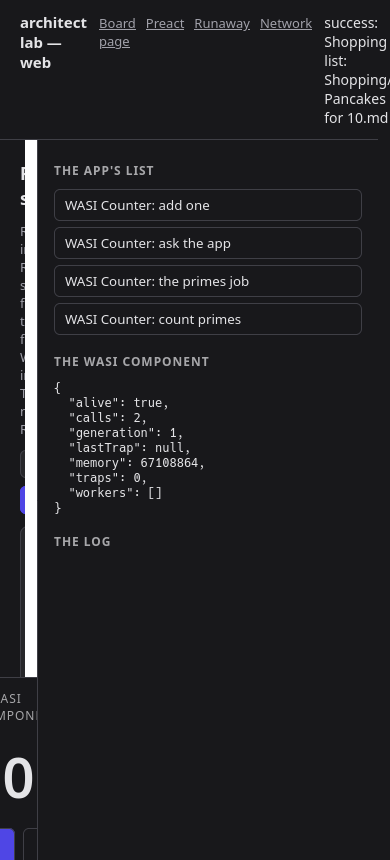 architect
lab —
web
Board
page
Preact
Runaway
Network
success:
Shopping
list:
Shopping/
Pancakes
for 10.md
THE APP'S LIST
WASI Counter: add one
WASI Counter: ask the app
WASI Counter: the primes job
WASI Counter: count primes
THE WASI COMPONENT
{
"alive": true,
"calls": 2,
"generation": 1,
"lastTrap": null,
"memory": 67108864,
"traps": 0,
"workers": []
}
THE LOG
0